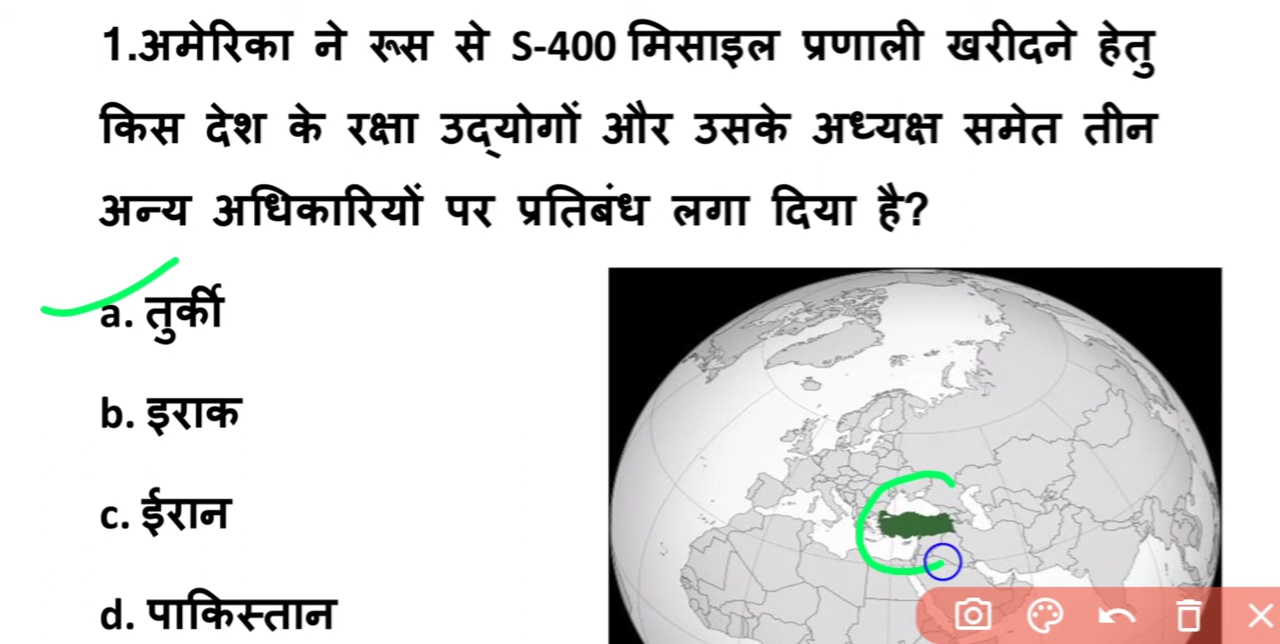 1.अमेरिका ने रूस से S-400 मिसाइल प्रणाली खरीदने हेतु
किस देश के रक्षा उद्‌योगों और उसके अध्यक्ष समेत तीन
अन्य अधिकारियों पर प्रतिबंध लगा दिया है?
a. तुर्की
b. इराक
c. ईरान
d. पाकिस्तान